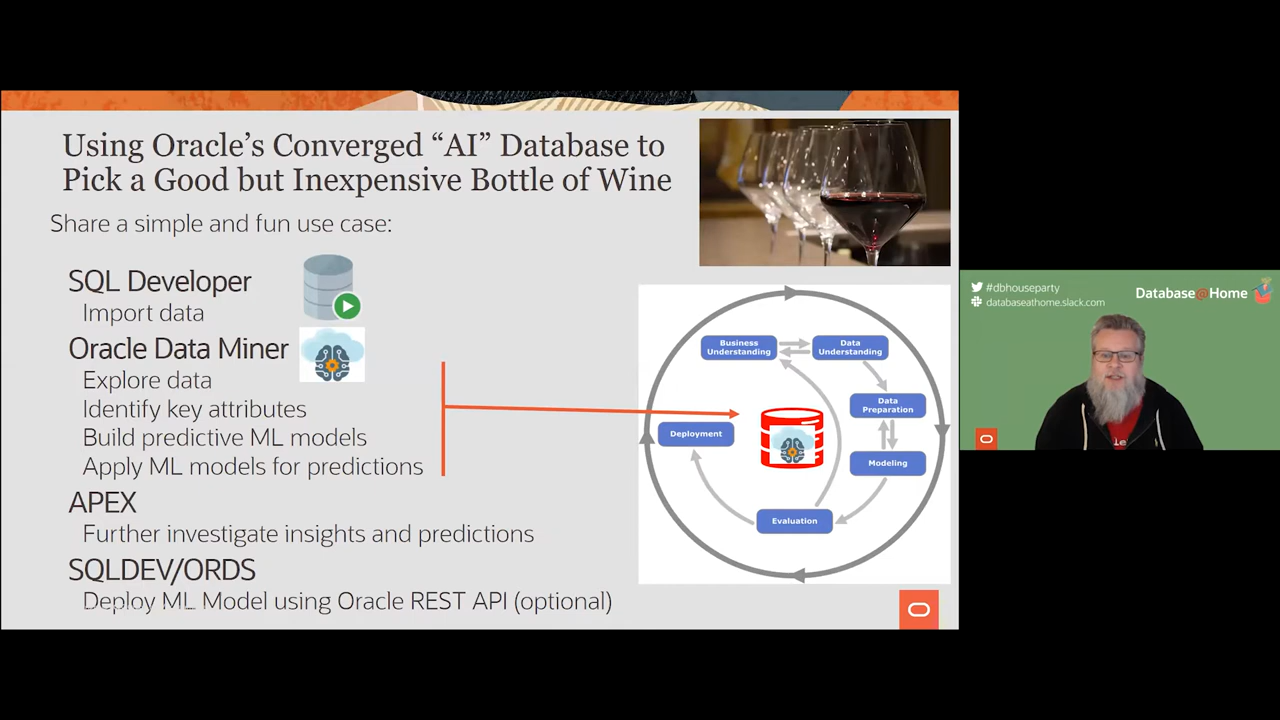 Using Oracle's Converged “AI” Database to
Pick a Good but Inexpensive Bottle of Wine
Share a simple and fun use case:
SQL Developer
Import data
Oracle Data Miner
Explore data
Identify key attributes
Build predictive ML models
Apply ML models for predictions
APEX
Further investigate insights and predictions
SQLDEV/ORDS
Deploy ML Model using Oracle REST API (optional)
Business
Understanding
Data
Understanding
Data
Preparation
Modeling
Evaluation
Deployment
#dbhouseparty
databaseathome.slack.com
Database@Home